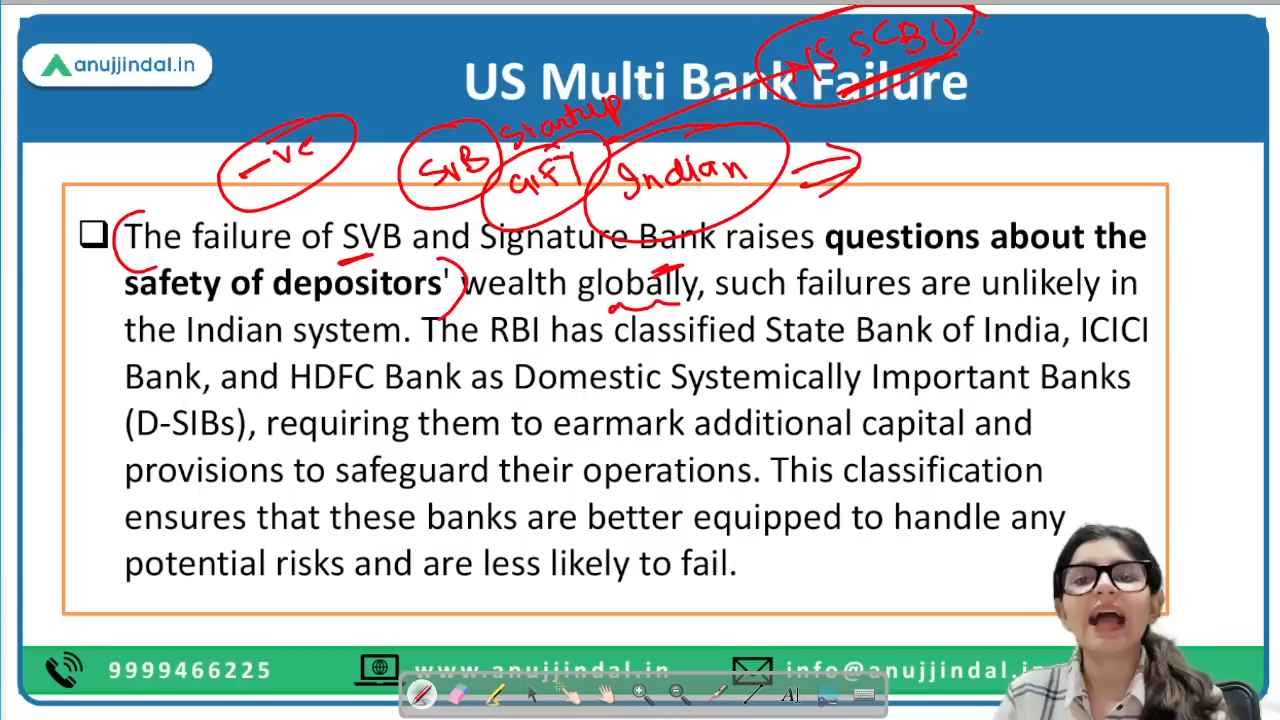 anujjindal.in
US Multi Bank Failure
-ve
SVB
Startup
GIFT
Indian
The failure of SVB and Signature Bank raises questions about the
safety of depositors' wealth globally, such failures are unlikely in
the Indian system. The RBI has classified State Bank of India, ICICI
Bank, and HDFC Bank as Domestic Systemically Important Banks
(D-SIBs), requiring them to earmark additional capital and
provisions to safeguard their operations. This classification
ensures that these banks are better equipped to handle any
potential risks and are less likely to fail.
9999466225
www.anujjindal.in
info@anujjindal.in